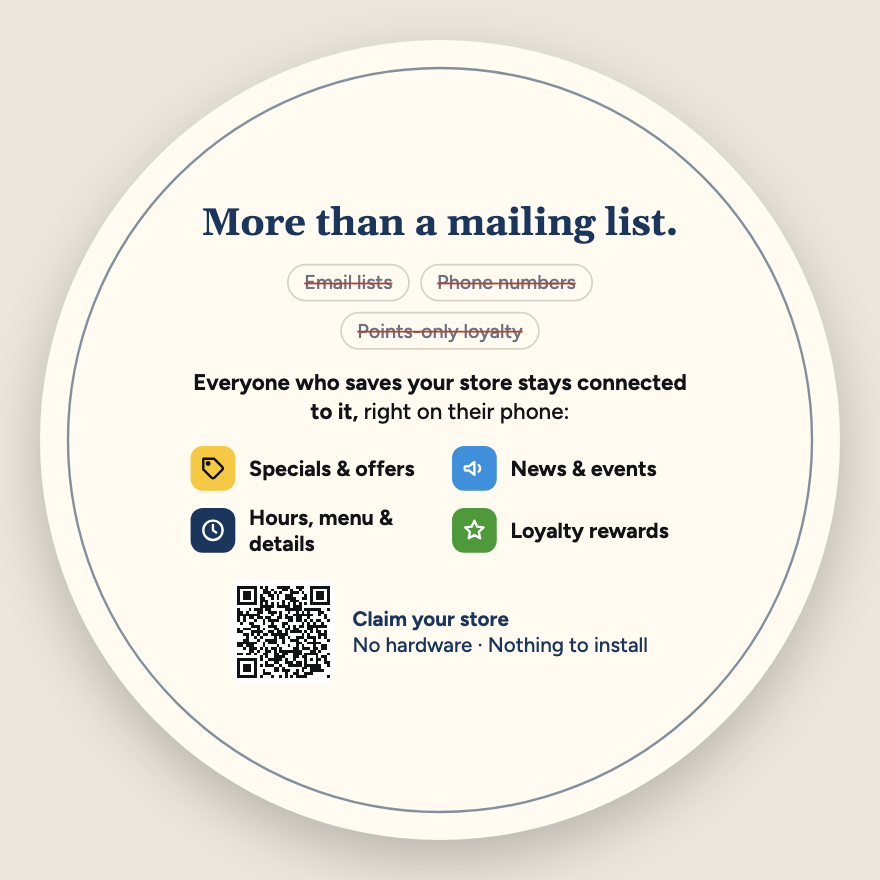 More than a mailing list.
Email lists
Phone numbers
Points-only loyalty
Everyone who saves your store stays connected
to it, right on their phone:
Specials & offers
News & events
Hours, menu &
details
Loyalty rewards
Claim your store
No hardware · Nothing to install